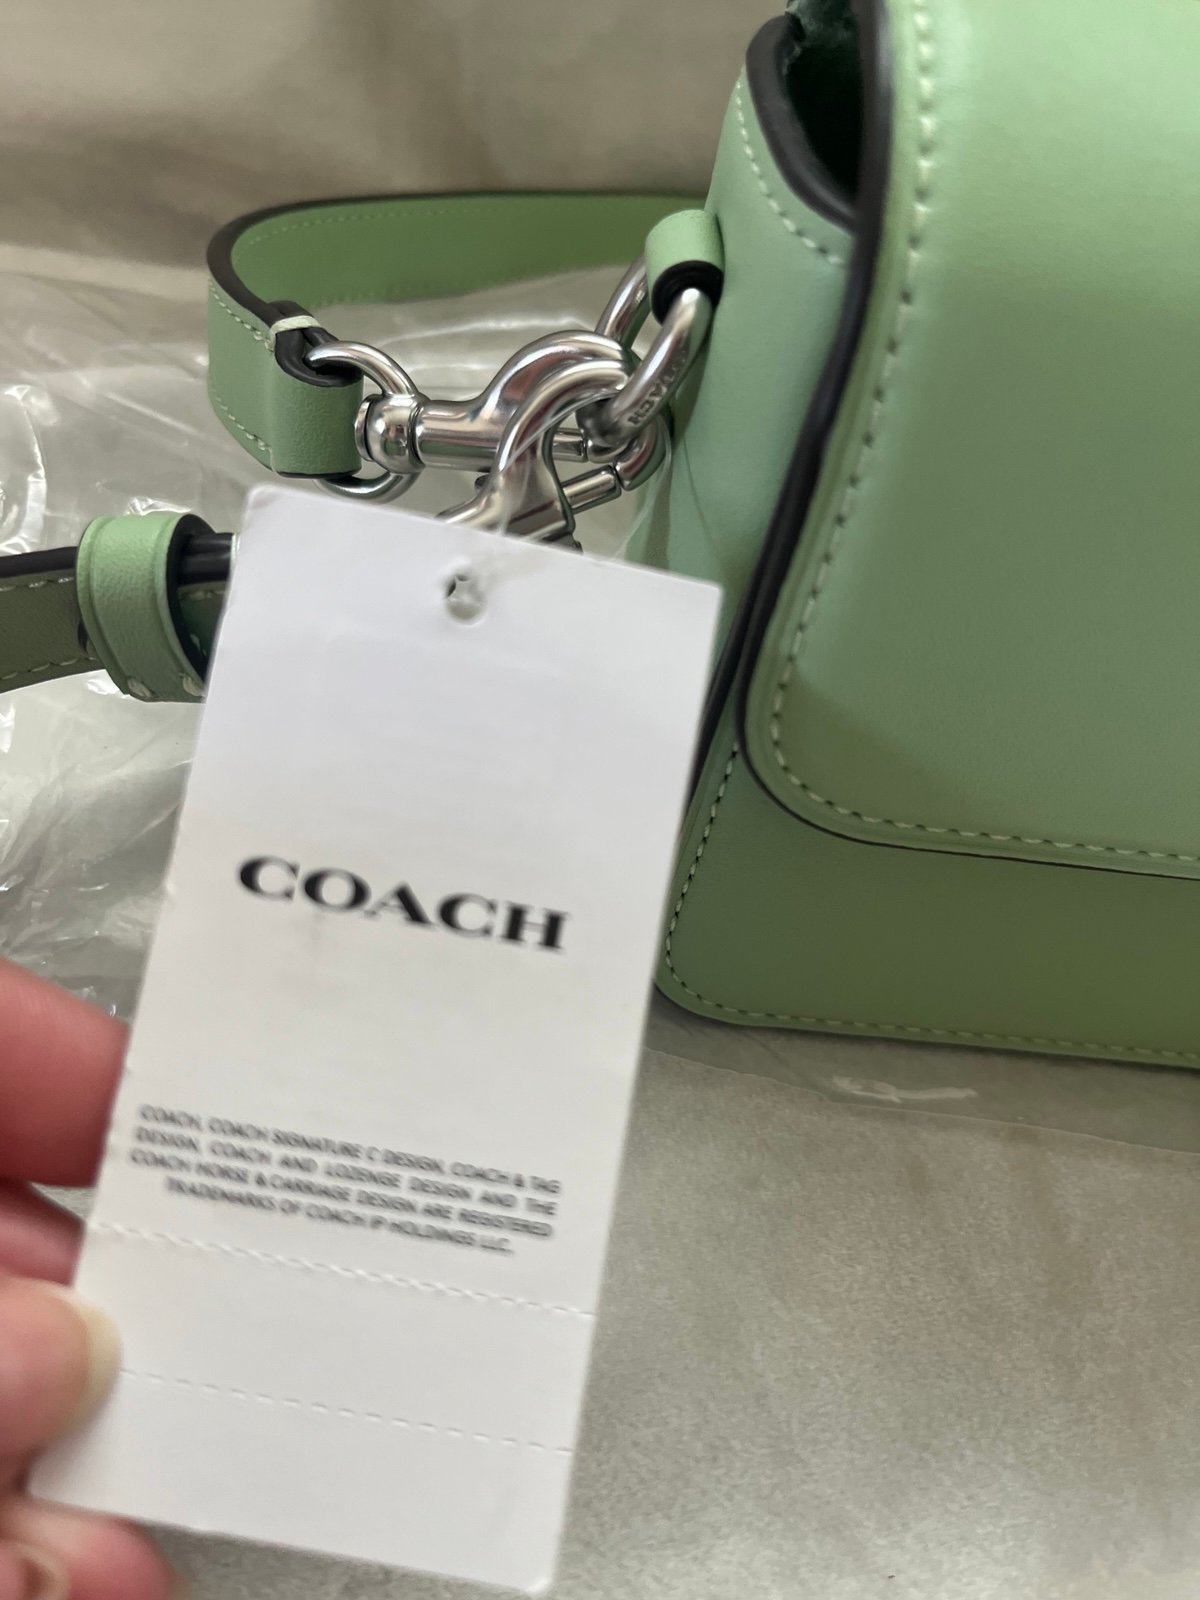 COACH
COACH
COACH, COACH SIGNATURE C DESIGN, COACH & TAG
DESIGN, COACH AND LOZENGE DESIGN AND THE
COACH HORSE & CARRIAGE DESIGN ARE REGISTERED
TRADEMARKS OF COACH IP HOLDINGS LLC.